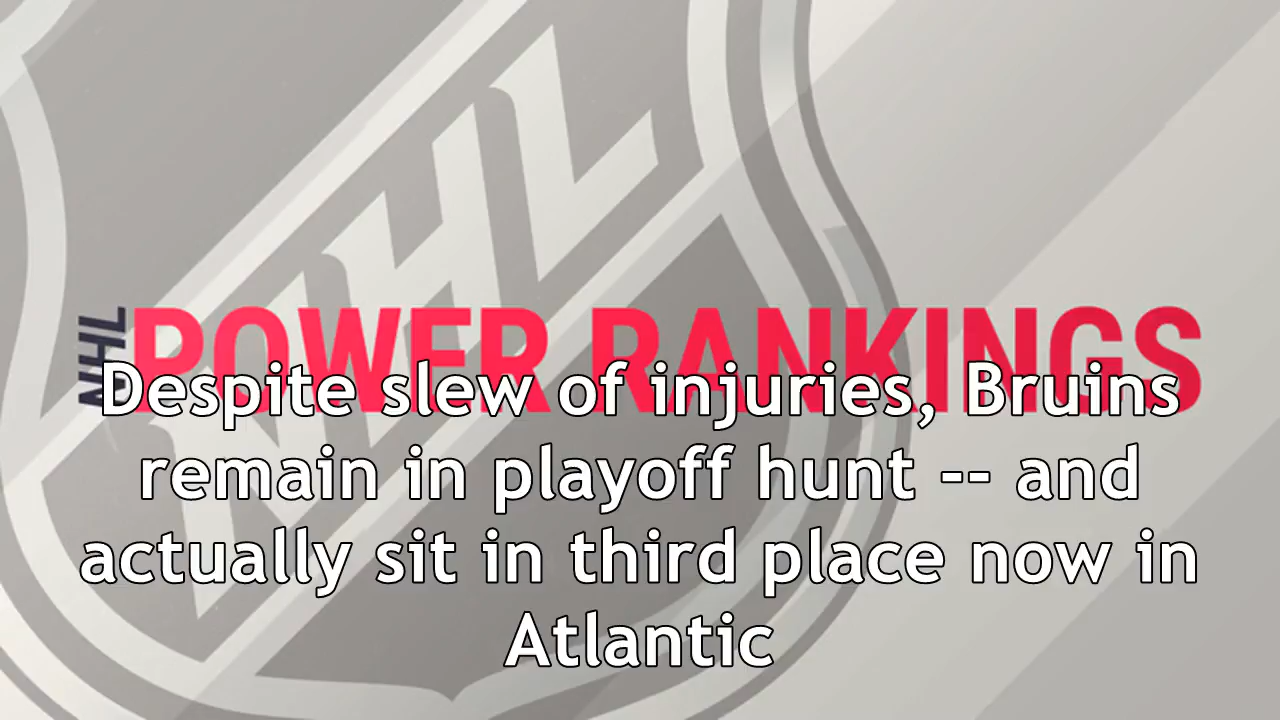 NHL
NHL POWER RANKINGS
Despite slew of injuries, Bruins
remain in playoff hunt -- and
actually sit in third place now in
Atlantic